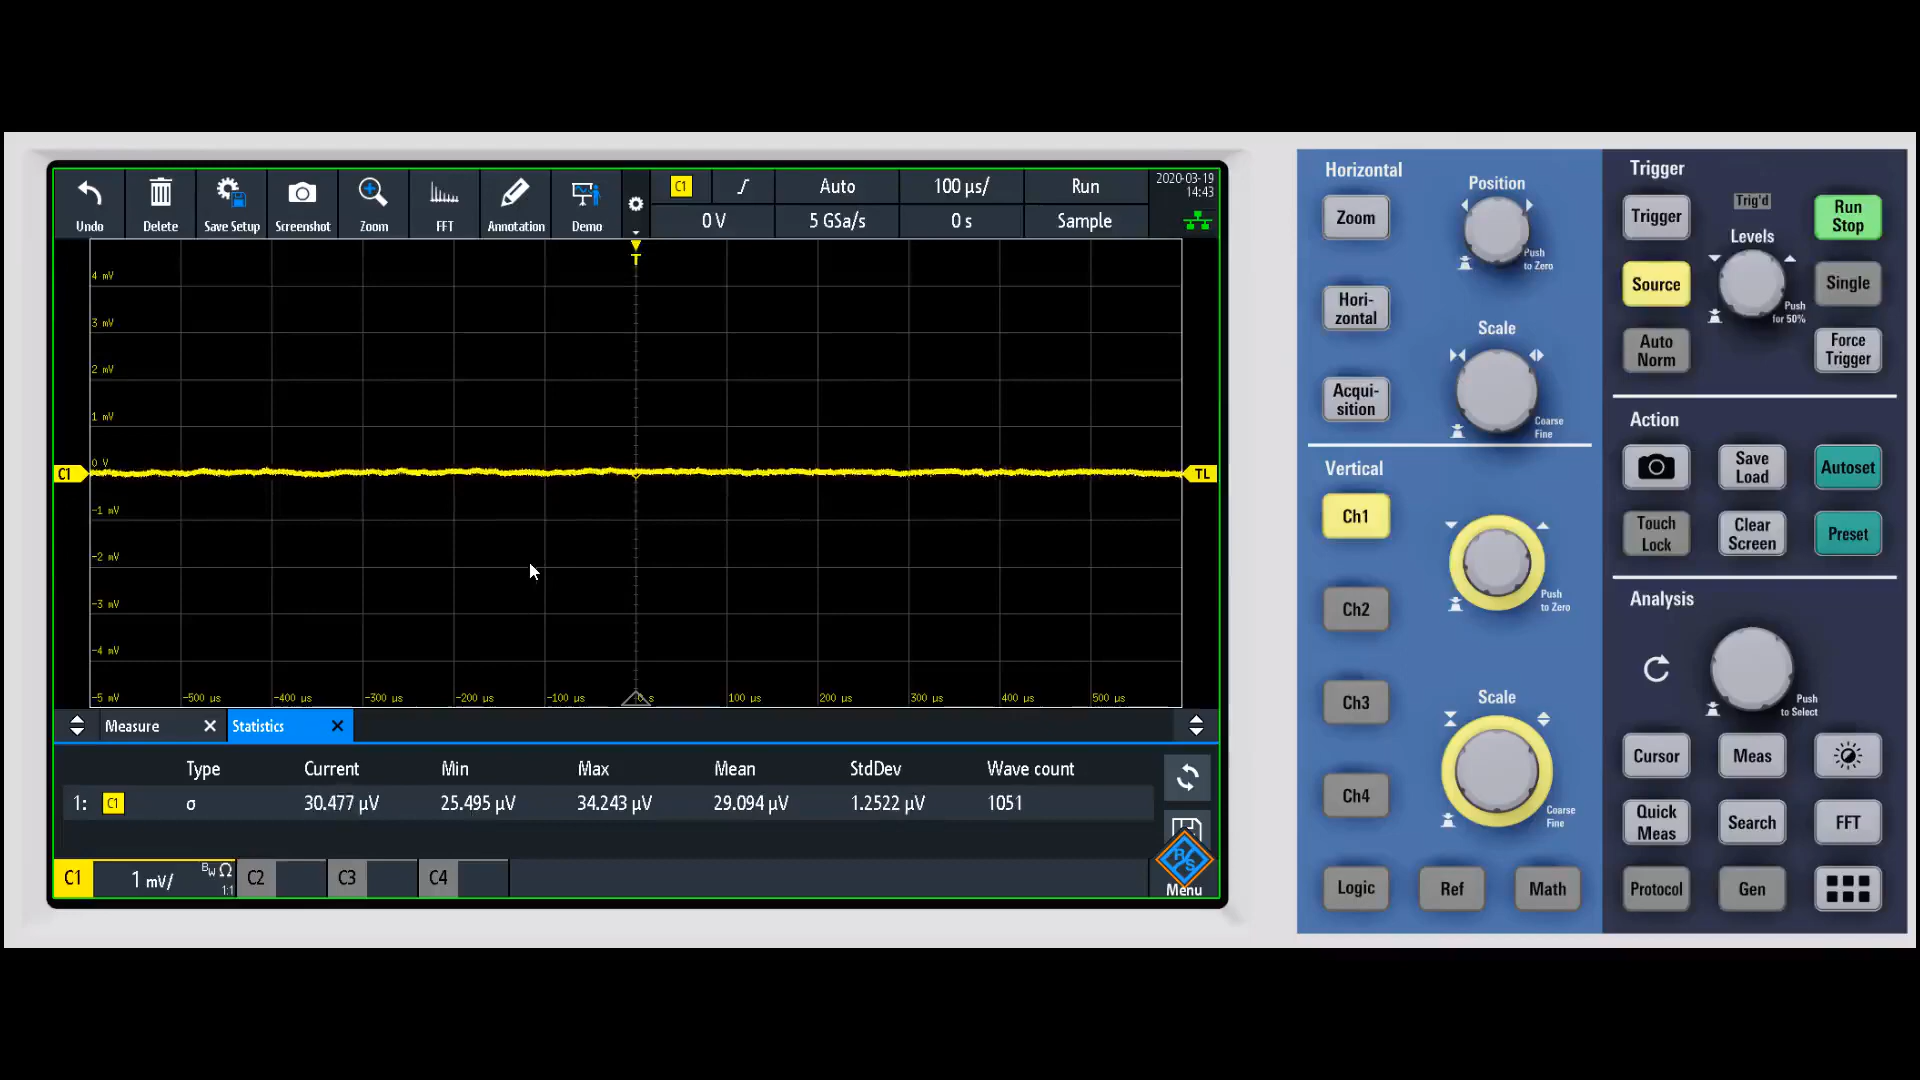 Undo
Delete
Save Setup
Screenshot
Zoom
FFT
Annotation
Demo
C1
Auto
100 µs/
Run
2020-03-19
14:43
0 V
5 GSa/s
0 s
Sample
T
4 mV
3 mV
2 mV
1 mV
0 V
-1 mV
-2 mV
-3 mV
-4 mV
-5 mV
C1
TL
-500 µs
-400 µs
-300 µs
-200 µs
-100 µs
0 s
100 µs
200 µs
300 µs
400 µs
500 µs
Measure
Statistics
Type Current Min Max Mean StdDev Wave count
1: C1 σ 30.477 µV 25.495 µV 34.243 µV 29.094 µV 1.2522 µV 1051
C1 1 mV/ BW Ω 1:1 C2 C3 C4
R&S
Menu
Horizontal
Position
Zoom
Push
to Zero
Hori-
zontal
Scale
Acqui-
sition
Coarse
Fine
Vertical
Ch1
Push
to Zero
Ch2
Ch3
Scale
Ch4
Coarse
Fine
Logic
Ref
Math
Trigger
Trigger
Trig'd
Run
Stop
Levels
Source
Single
Push
for 50%
Auto
Norm
Force
Trigger
Action
Save
Load
Autoset
Touch
Lock
Clear
Screen
Preset
Analysis
Push
to Select
Cursor
Meas
Quick
Meas
Search
FFT
Protocol
Gen